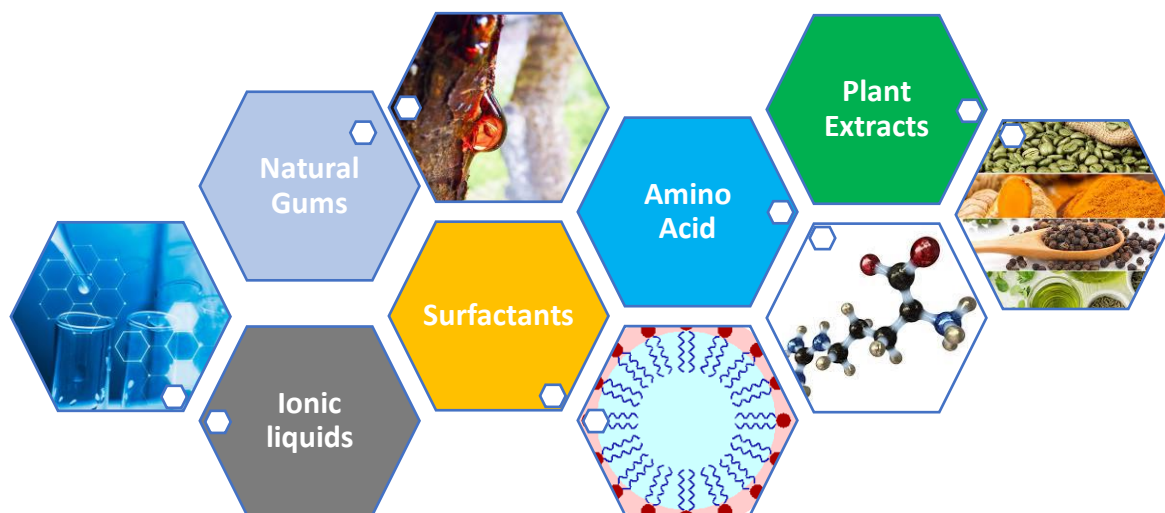 Natural
Gums
Ionic
liquids
Surfactants
Amino
Acid
Plant
Extracts